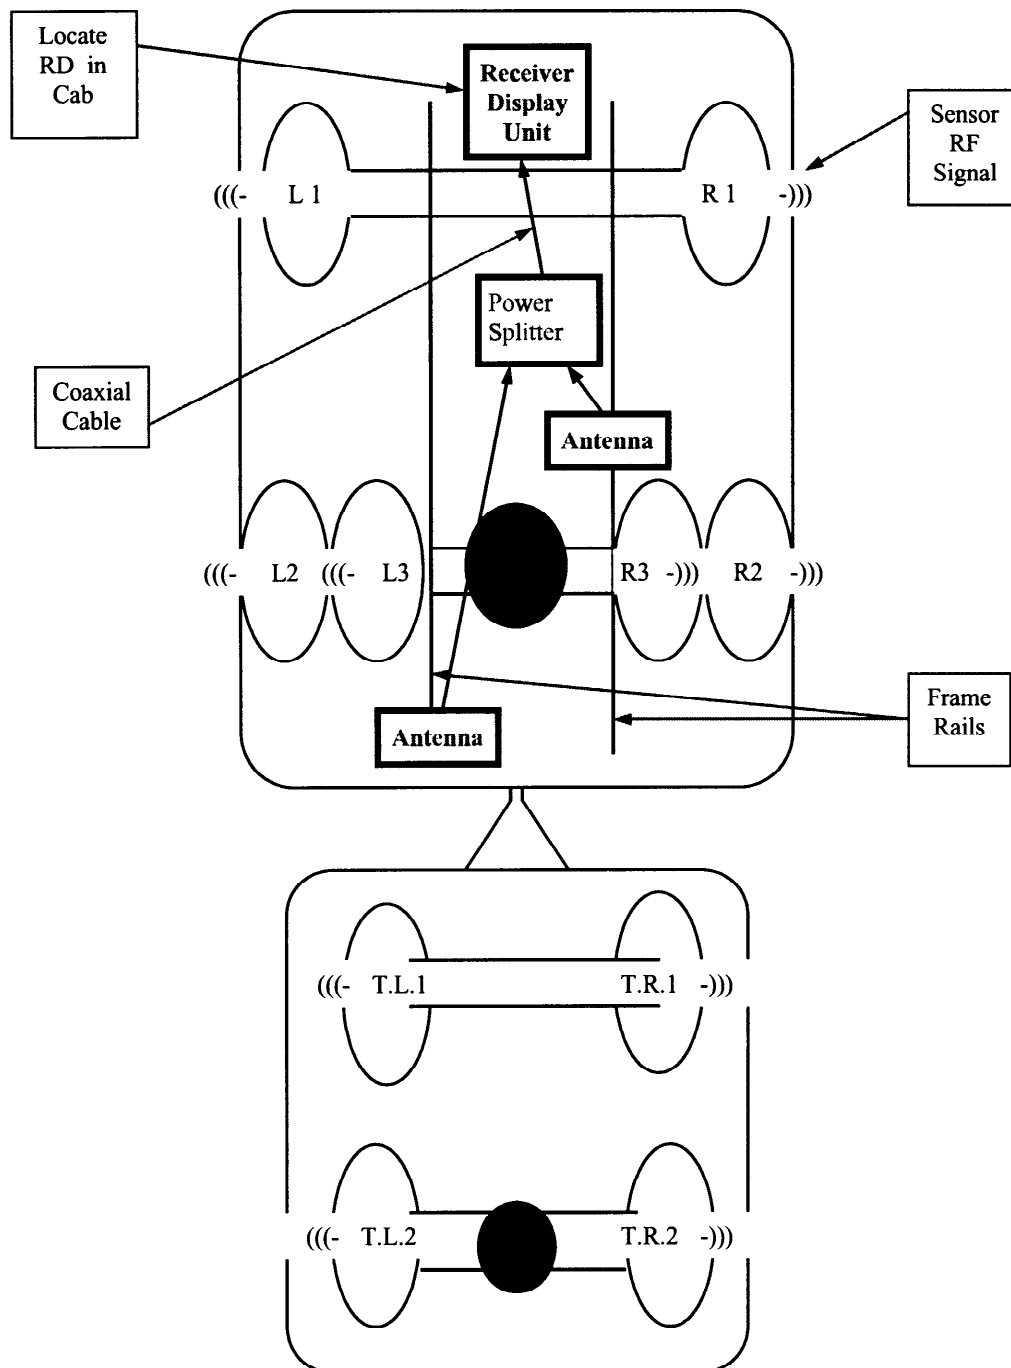 Locate
RD in
Cab
Receiver
Display
Unit
Sensor
RF
Signal
(((- L 1
R 1 -)))
Power
Splitter
Coaxial
Cable
Antenna
(((- L2 (((- L3
R3 -))) R2 -)))
Frame
Rails
Antenna
(((- T.L.1
T.R.1 -)))
(((- T.L.2
T.R.2 -)))